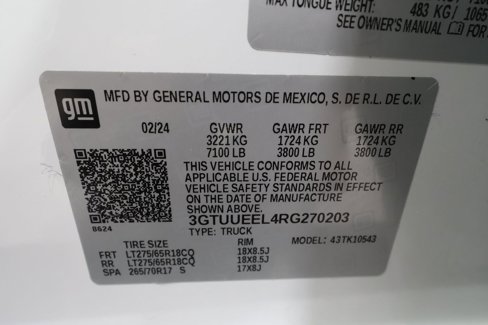 MAX TONGUE WEIGHT:
483 KG / 1065
SEE OWNER'S MANUAL
gm
MFD BY GENERAL MOTORS DE MEXICO, S. DE R.L. DE C.V.
02/24 GVWR GAWR FRT GAWR RR
3221 KG 1724 KG 1724 KG
7100 LB 3800 LB 3800 LB
THIS VEHICLE CONFORMS TO ALL
APPLICABLE U.S. FEDERAL MOTOR
VEHICLE SAFETY STANDARDS IN EFFECT
ON THE DATE OF MANUFACTURE
SHOWN ABOVE.
3GTUUEEL4RG270203
8624
TYPE: TRUCK
TIRE SIZE RIM MODEL: 43TK10543
FRT LT275/65R18CQ 18X8.5J
RR LT275/65R18CQ 18X8.5J
SPA 265/70R17 S 17X8J